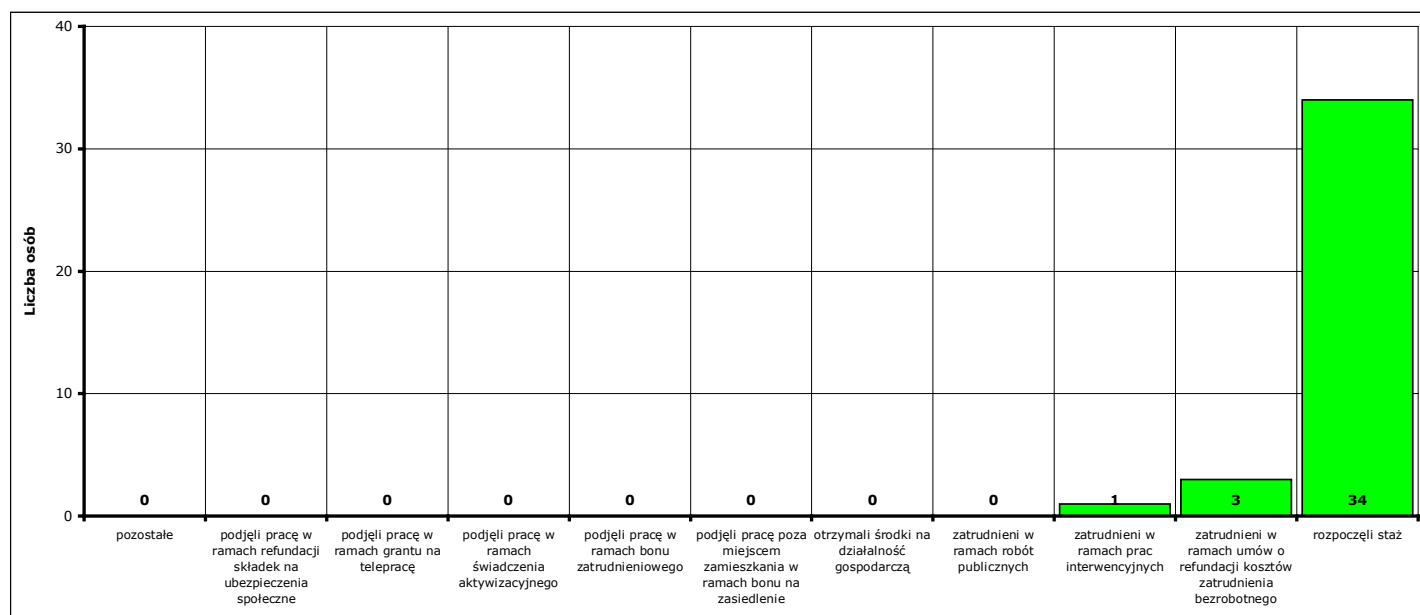 40
30
20
10
0
Liczba osób
0
0
0
0
0
0
0
0
1
3
34
pozostałe
podjęli pracę w
ramach refundacji
składek na
ubezpieczenia
społeczne
podjęli pracę w
ramach grantu na
telepracę
podjęli pracę w
ramach
świadczenia
aktywizacyjnego
podjęli pracę w
ramach bonu
zatrudnieniowego
podjęli pracę poza
miejscem
zamieszkania w
ramach bonu na
zasiedlenie
otrzymali środki na
działalność
gospodarczą
zatrudnieni w
ramach robót
publicznych
zatrudnieni w
ramach prac
interwencyjnych
zatrudnieni w
ramach umów o
refundacji kosztów
zatrudnienia
bezrobotnego
rozpoczęli staż